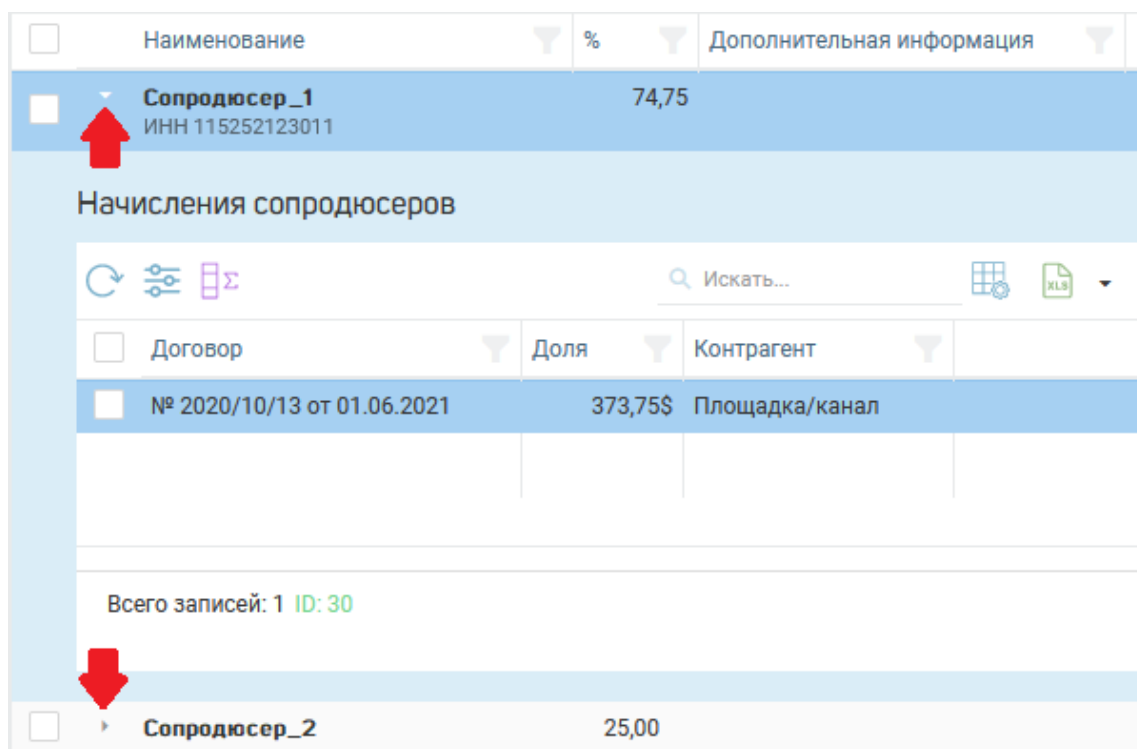 Наименование % Дополнительная информация
Сопродюсер_1 74,75
ИНН 115252123011
Начисления сопродюсеров
Σ Искать... XLS
Договор Доля Контрагент
№ 2020/10/13 от 01.06.2021 373,75$ Площадка/канал
Всего записей: 1 ID: 30
Сопродюсер_2 25,00